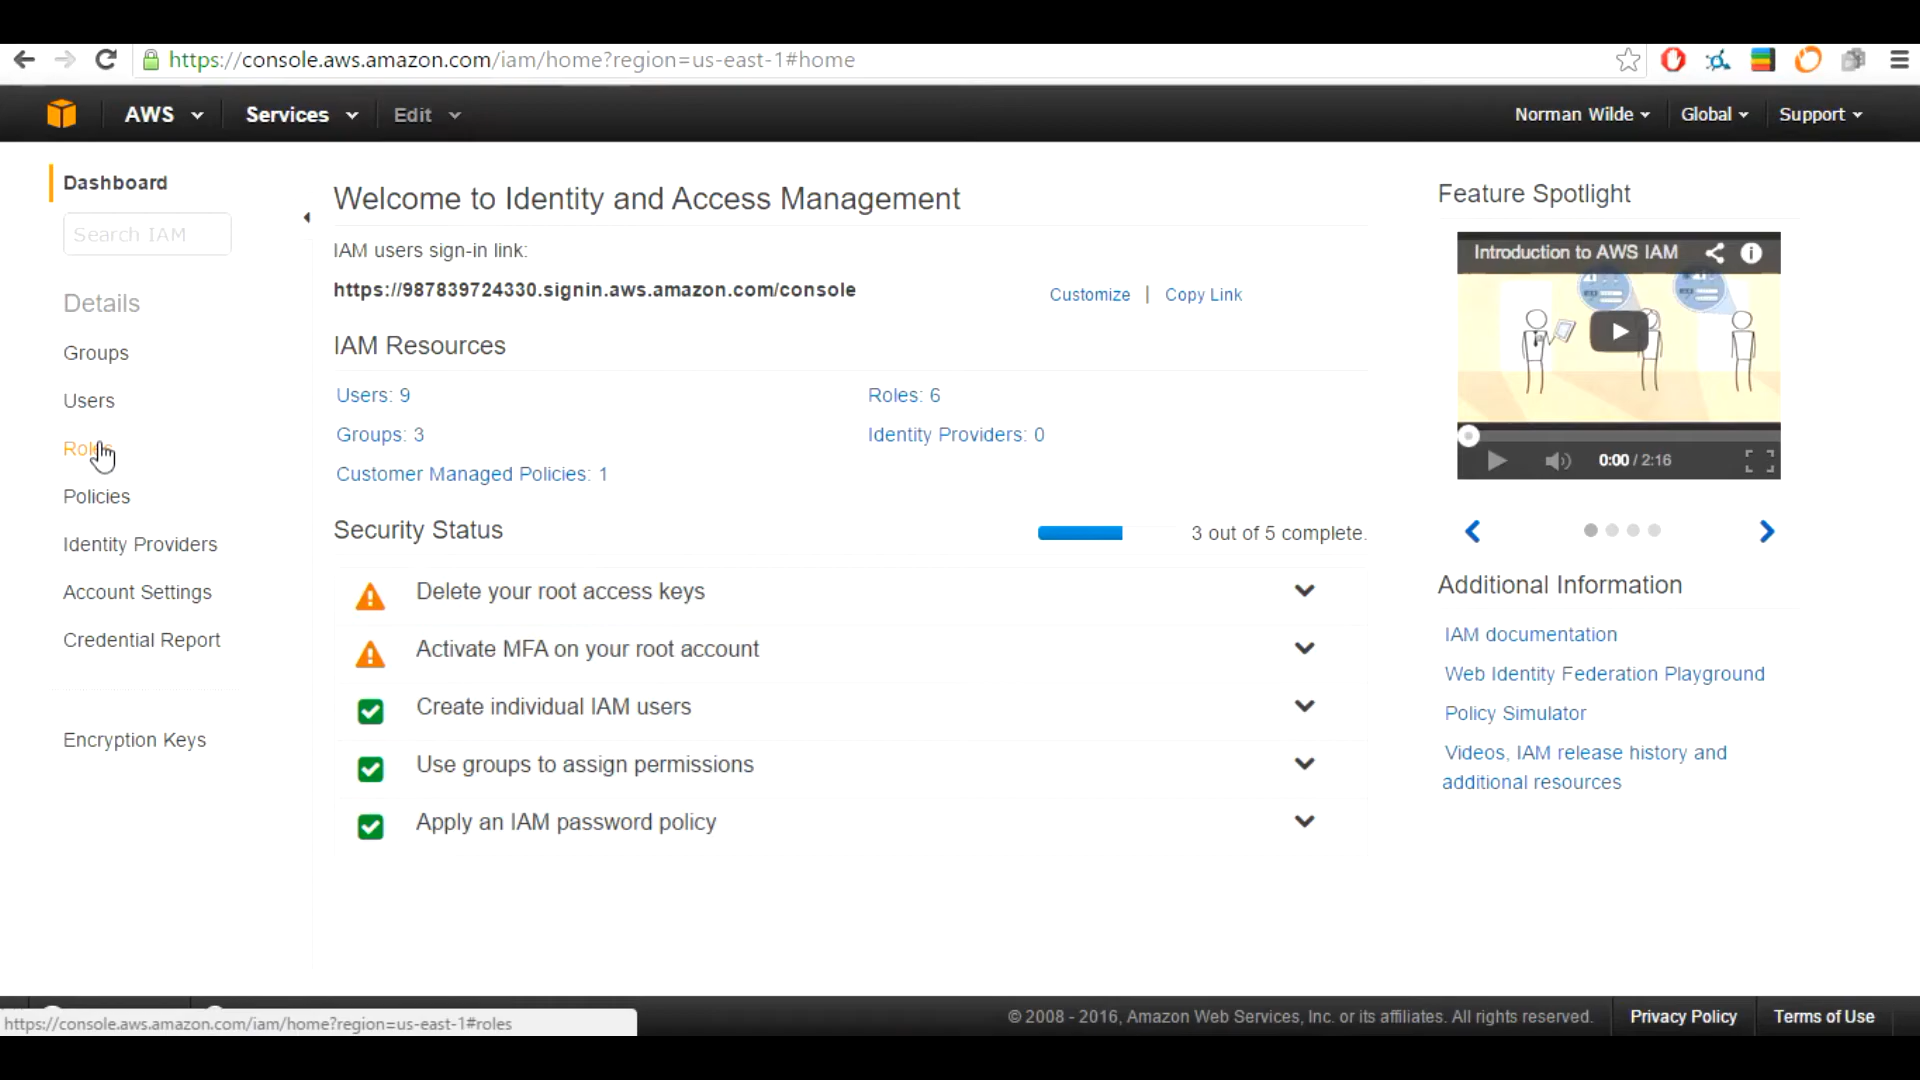 https://console.aws.amazon.com/iam/home?region=us-east-1#home
AWS
Services
Edit
Norman Wilde
Global
Support
Dashboard
Search IAM
Details
Groups
Users
Roles
Policies
Identity Providers
Account Settings
Credential Report
Encryption Keys
Welcome to Identity and Access Management
IAM users sign-in link:
https://987839724330.signin.aws.amazon.com/console
Customize | Copy Link
IAM Resources
Users: 9
Roles: 6
Groups: 3
Identity Providers: 0
Customer Managed Policies: 1
Security Status
3 out of 5 complete.
Delete your root access keys
Activate MFA on your root account
Create individual IAM users
Use groups to assign permissions
Apply an IAM password policy
Feature Spotlight
Introduction to AWS IAM
0:00 / 2:16
Additional Information
IAM documentation
Web Identity Federation Playground
Policy Simulator
Videos, IAM release history and
additional resources
https://console.aws.amazon.com/iam/home?region=us-east-1#roles
© 2008 - 2016, Amazon Web Services, Inc. or its affiliates. All rights reserved.
Privacy Policy
Terms of Use